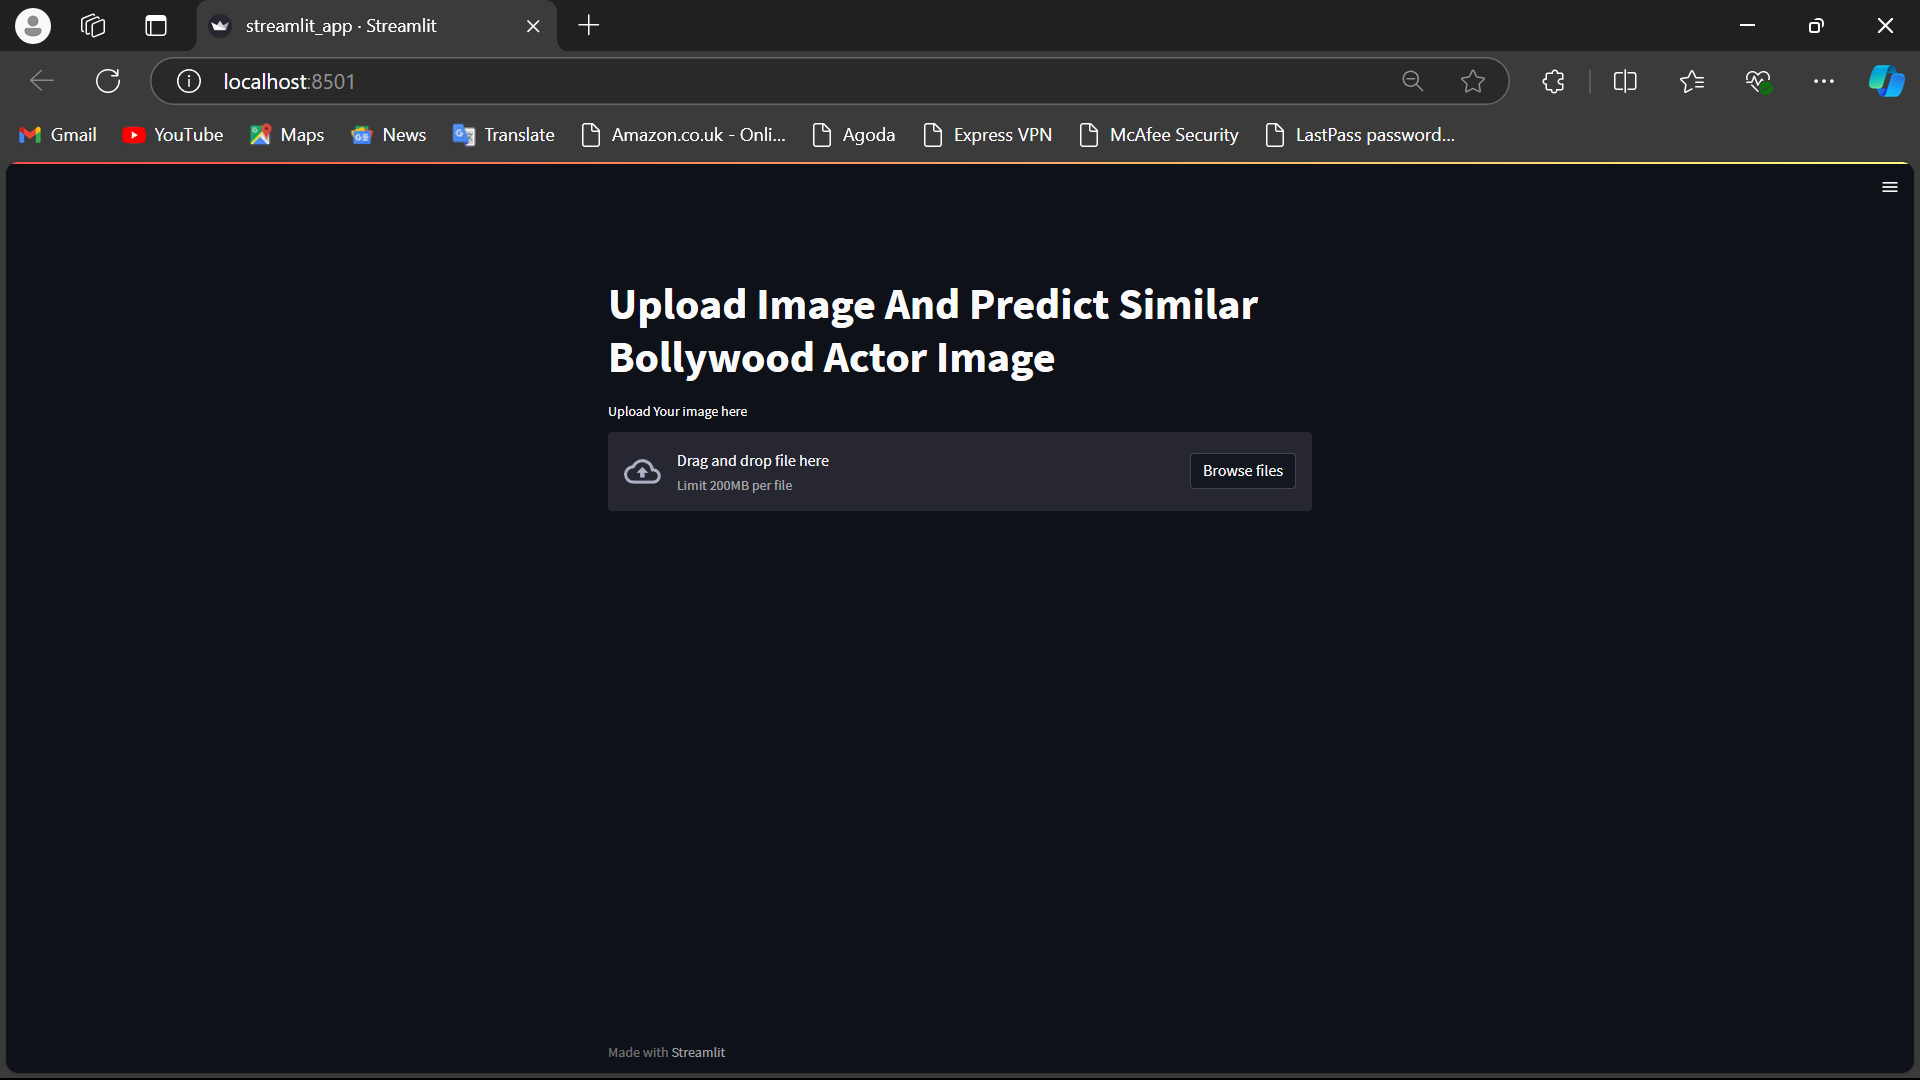 streamlit_app · Streamlit
localhost:8501
Gmail YouTube Maps News Translate Amazon.co.uk - Onli... Agoda Express VPN McAfee Security LastPass password...
Upload Image And Predict Similar
Bollywood Actor Image
Upload Your image here
Drag and drop file here
Limit 200MB per file
Browse files
Made with Streamlit